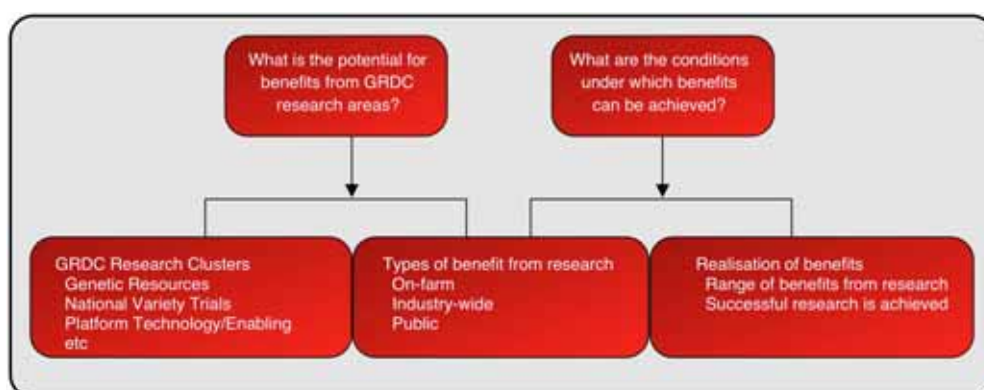 What is the potential for
benefits from GRDC
research areas?
What are the conditions
under which benefits
can be achieved?
GRDC Research Clusters
Genetic Resources
National Variety Trials
Platform Technology/Enabling
etc
Types of benefit from research
On-farm
Industry-wide
Public
Realisation of benefits
Range of benefits from research
Successful research is achieved